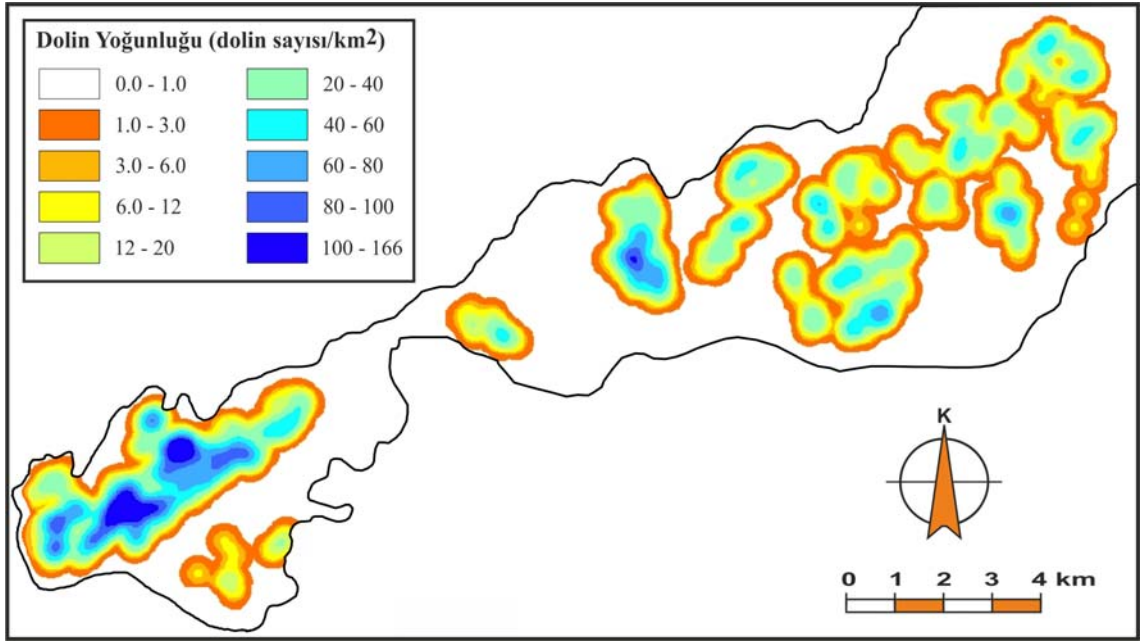 Dolin Yoğunluğu (dolin sayısı/km2)
0.0 - 1.0
1.0 - 3.0
3.0 - 6.0
6.0 - 12
12 - 20
20 - 40
40 - 60
60 - 80
80 - 100
100 - 166
K
0 1 2 3 4 km